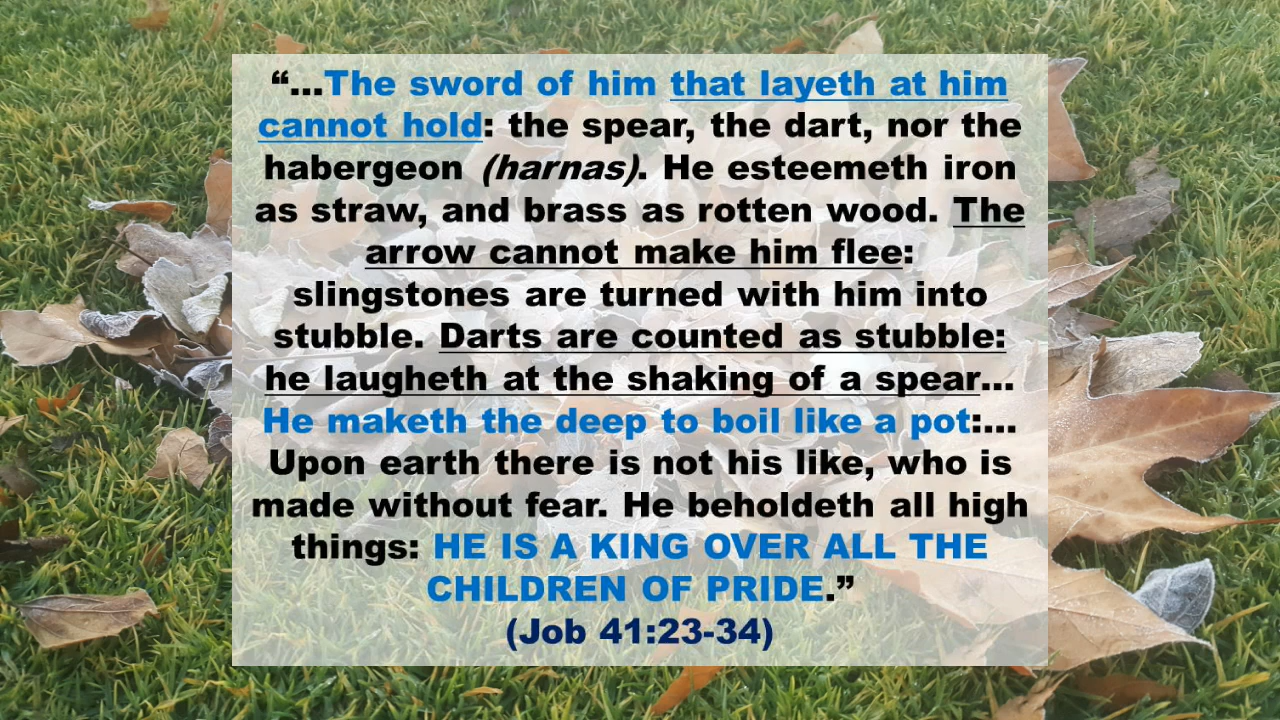 “...The sword of him that layeth at him
cannot hold: the spear, the dart, nor the
habergeon (harnas). He esteemeth iron
as straw, and brass as rotten wood. The
arrow cannot make him flee:
slingstones are turned with him into
stubble. Darts are counted as stubble:
he laugheth at the shaking of a spear...
He maketh the deep to boil like a pot:...
Upon earth there is not his like, who is
made without fear. He beholdeth all high
things: HE IS A KING OVER ALL THE
CHILDREN OF PRIDE.”
(Job 41:23-34)